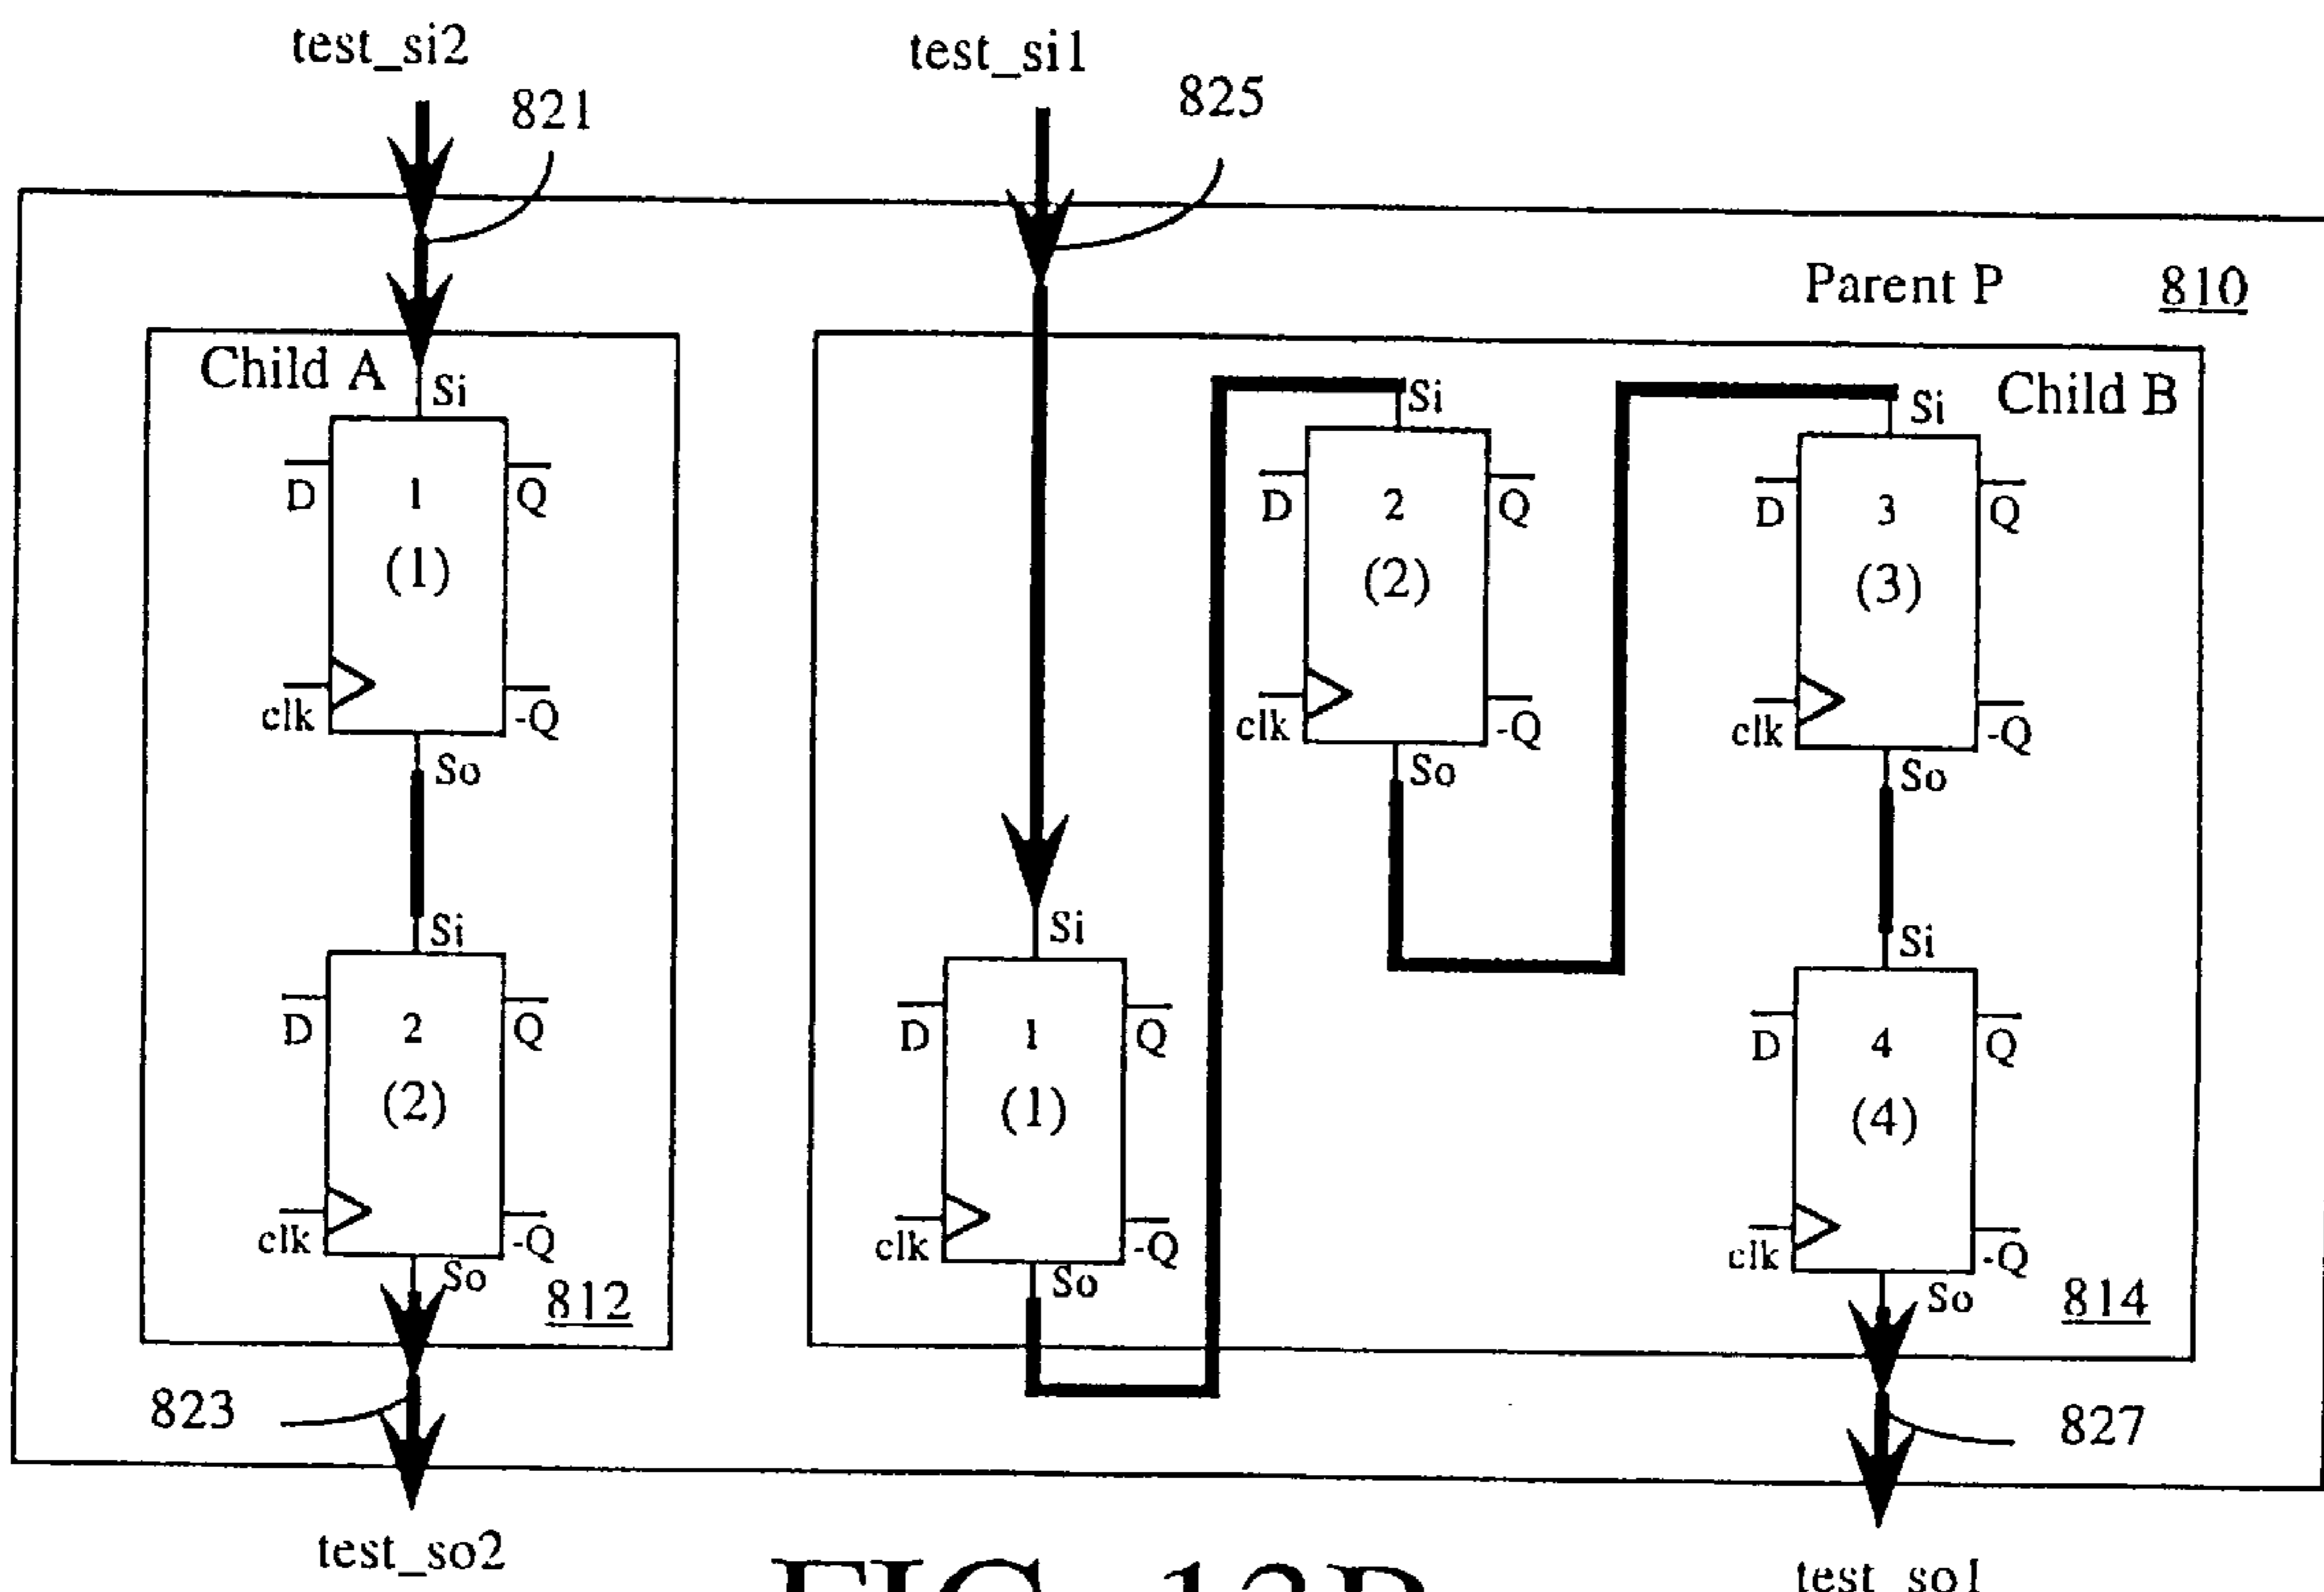 test_si2
test_si1
821
825
Parent P 810
Child A
Si
D
1
(1)
Q
clk
-Q
So
Si
D
2
(2)
Q
clk
-Q
So
812
Child B
Si
D
1
(1)
Q
clk
-Q
So
Si
D
2
(2)
Q
clk
-Q
So
Si
D
3
(3)
Q
clk
-Q
So
Si
D
4
(4)
Q
clk
-Q
So
814
823
827
test_so2
test_so1
FIG. 13B